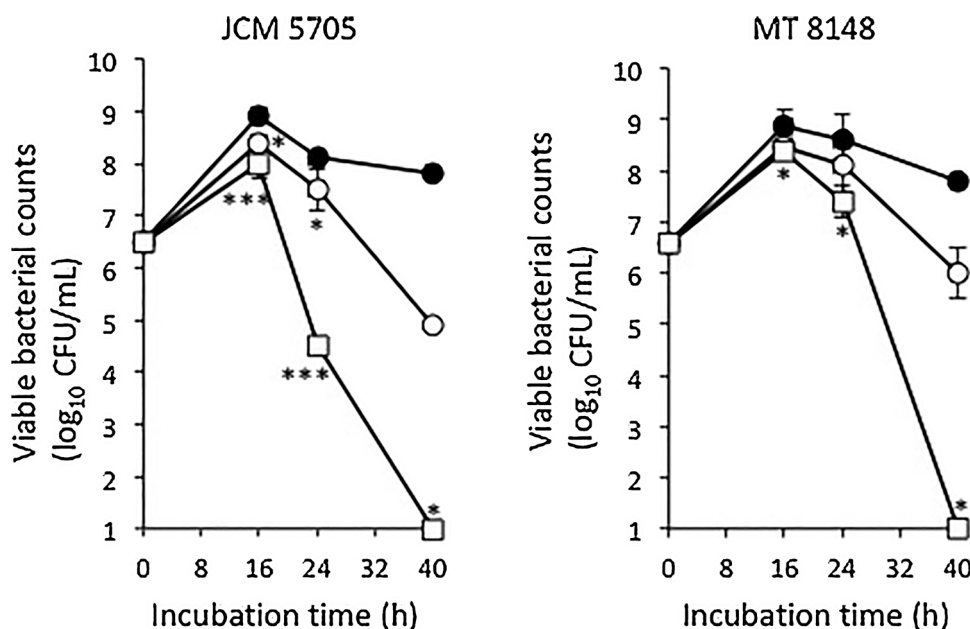 JCM 5705
10
9
8
7
6
5
4
3
2
1
Viable bacterial counts
(log₁₀ CFU/mL)
*
***
*
***
*
0 8 16 24 32 40
Incubation time (h)
MT 8148
10
9
8
7
6
5
4
3
2
1
Viable bacterial counts
(log₁₀ CFU/mL)
*
*
*
0 8 16 24 32 40
Incubation time (h)